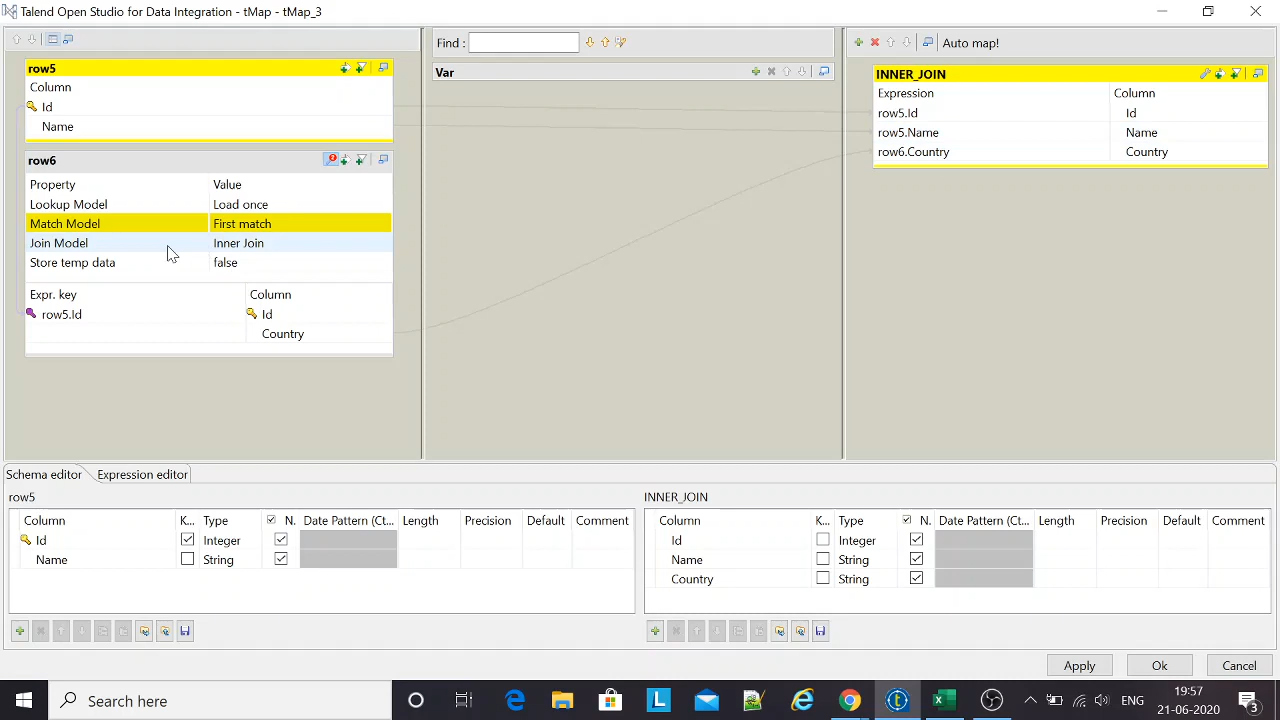 Talend Open Studio for Data Integration - tMap - tMap_3
row5
Column
Id
Name
row6
Property Value
Lookup Model Load once
Match Model First match
Join Model Inner Join
Store temp data false
Expr. key Column
row5.Id Id
Country
Find :
Var
Auto map!
INNER_JOIN
Expression Column
row5.Id Id
row5.Name Name
row6.Country Country
Schema editor Expression editor
row5
Column K... Type N. Date Pattern (Ct... Length Precision Default Comment
Id Integer
Name String
INNER_JOIN
Column K... Type N. Date Pattern (Ct... Length Precision Default Comment
Id Integer
Name String
Country String
Apply Ok Cancel
Search here
ENG
19:57
21-06-2020
3